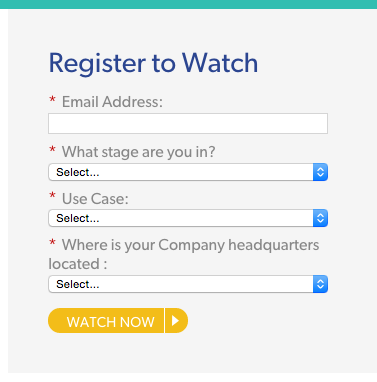 Register to Watch
* Email Address:
* What stage are you in?
Select...
* Use Case:
Select...
* Where is your Company headquarters
located :
Select...
WATCH NOW